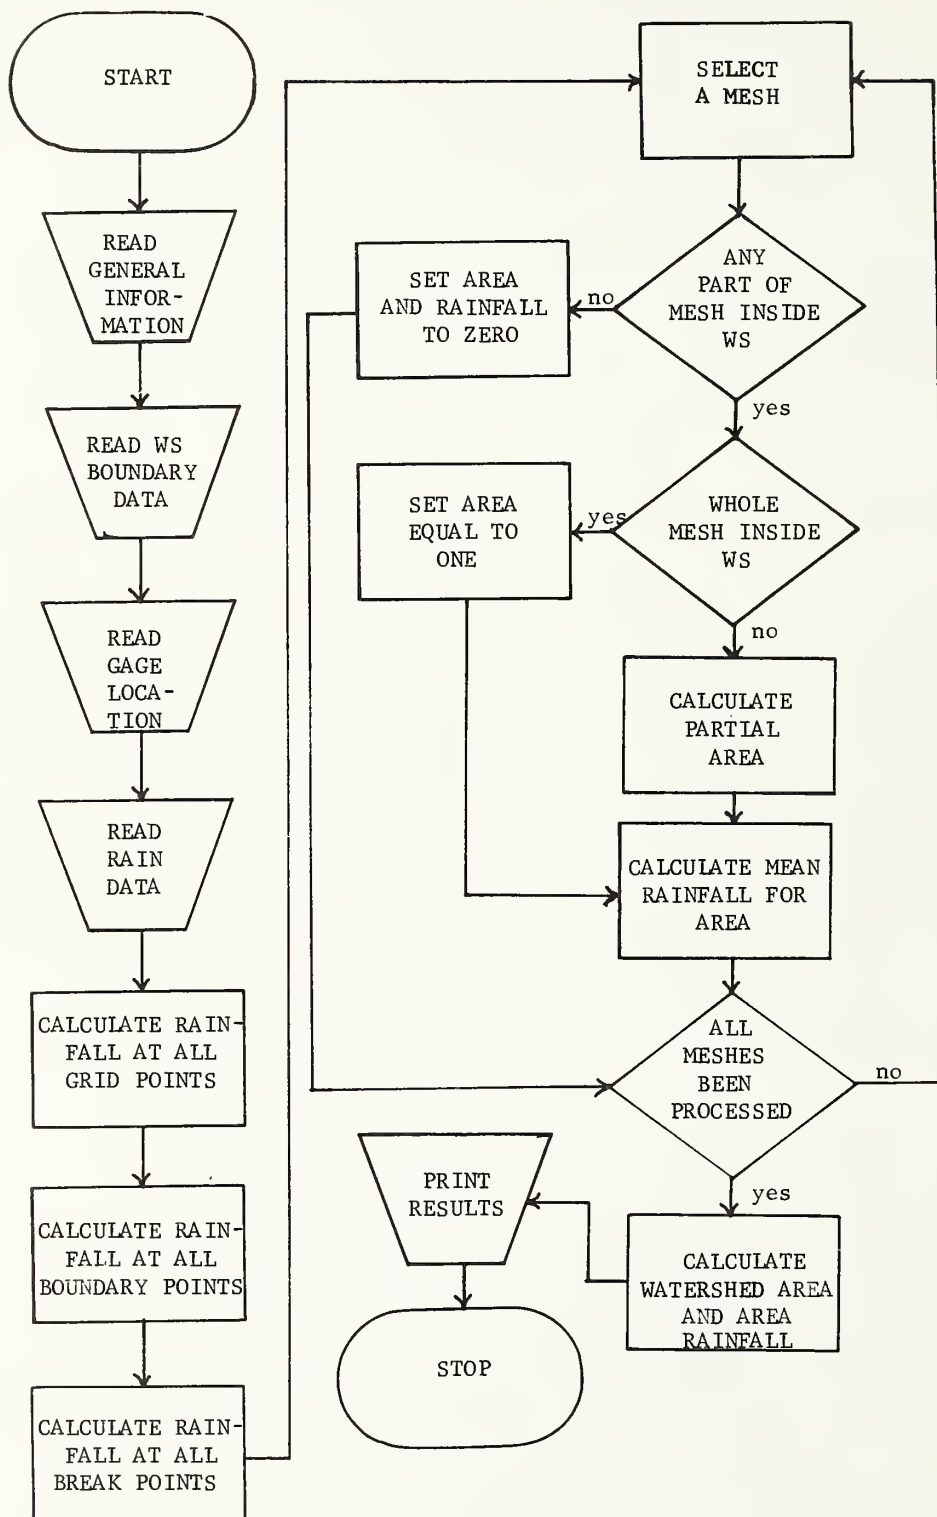 START
READ
GENERAL
INFOR-
MATION
READ WS
BOUNDARY
DATA
READ
GAGE
LOCA-
TION
READ
RAIN
DATA
CALCULATE RAIN-
FALL AT ALL
GRID POINTS
CALCULATE RAIN-
FALL AT ALL
BOUNDARY POINTS
CALCULATE RAIN-
FALL AT ALL
BREAK POINTS
SELECT
A MESH
ANY
PART OF
MESH INSIDE
WS
no
SET AREA
AND RAINFALL
TO ZERO
yes
WHOLE
MESH INSIDE
WS
yes
SET AREA
EQUAL TO
ONE
no
CALCULATE
PARTIAL
AREA
CALCULATE MEAN
RAINFALL FOR
AREA
ALL
MESHES
BEEN
PROCESSED
no
yes
CALCULATE
WATERSHED AREA
AND AREA
RAINFALL
PRINT
RESULTS
STOP